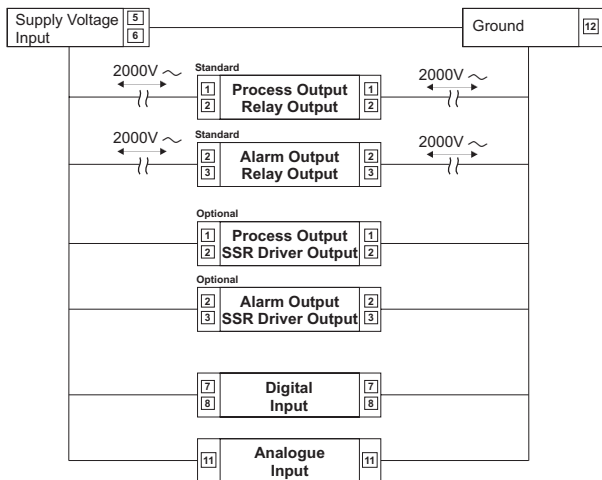 Supply Voltage 5
Input 6
Ground 12
2000V ~
Standard
1 Process Output 1
2 Relay Output 2
2000V ~
2000V ~
Standard
2 Alarm Output 2
3 Relay Output 3
2000V ~
Optional
1 Process Output 1
2 SSR Driver Output 2
Optional
2 Alarm Output 2
3 SSR Driver Output 3
7 Digital 7
8 Input 8
11 Analogue 11
Input